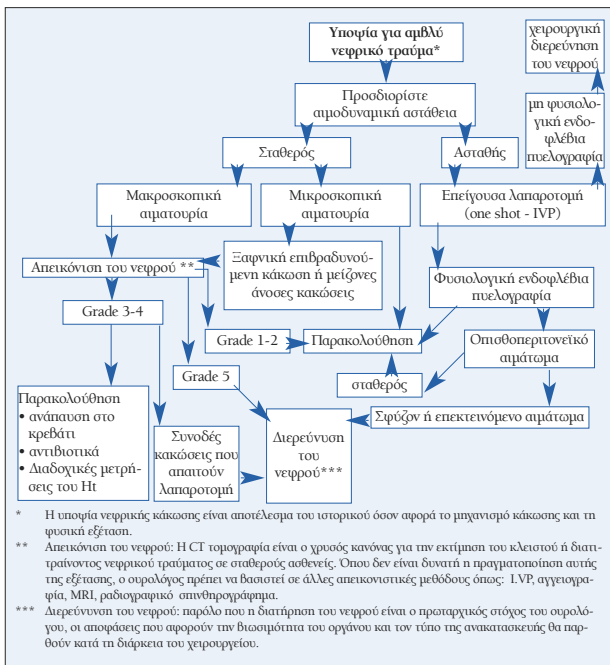 Υποψία για αμβλύ
νεφρικό τραύμα*
χειρουργική
διερεύνηση
του νεφρού
Προσδιορίστε
αιμοδυναμική αστάθεια
μη φυσιολο-
γική ενδο-
φλέβια
πυελογραφία
Σταθερός
Ασταθής
Μακροσκοπική
αιματουρία
Μικροσκοπική
αιματουρία
Επείγουσα λαπαροτομή
(one shot - IVP)
Απεικόνιση του νεφρού **
Ξαφνική επιβραδυνού-
μενη κάκωση ή μείζονες
άνοσες κακώσεις
Φυσιολογική ενδοφλέβια
πυελογραφία
Grade 3-4
Grade 1-2
Παρακολούθηση
Οπισθοπεριτονεϊκό
αιμάτωμα
Grade 5
σταθερός
Παρακολούθηση
• ανάπαυση στο
κρεβάτι
• αντιβιοτικά
• Διαδοχικές μετρή-
σεις του Ht
Συνοδές
κακώσεις που
απαιτούν
λαπαροτομή
Διερεύνυση
του
νεφρού***
Σφύζον ή επεκτεινόμενο αιμάτωμα
* Η υποψία νεφρικής κάκωσης είναι αποτέλεσμα του ιστορικού όσον αφορά το μηχανισμό κάκωσης και τη
φυσική εξέταση.
** Απεικόνιση του νεφρού: Η CT τομογραφία είναι ο χρυσός κανόνας για την εκτίμηση του κλειστού ή διατι-
τραίνοντος νεφρικού τραύματος σε σταθερούς ασθενείς. Όπου δεν είναι δυνατή η πραγματοποίηση αυτής
της εξέτασης, ο ουρολόγος πρέπει να βασιστεί σε άλλες απεικονιστικές μεθόδους όπως: I.VP, αγγειογρα-
φία, MRI, ραδιογραφικό σπινθηρογράφημα.
*** Διερεύνυνση του νεφρού: παρόλο που η διατήρηση του νεφρού είναι ο πρωταρχικός στόχος του ουρολό-
γου, οι αποφάσεις που αφορούν την βιωσιμότητα του οργάνου και τον τύπο της ανακατασκευής θα παρ-
θούν κατά τη διάρκεια του χειρουργείου.